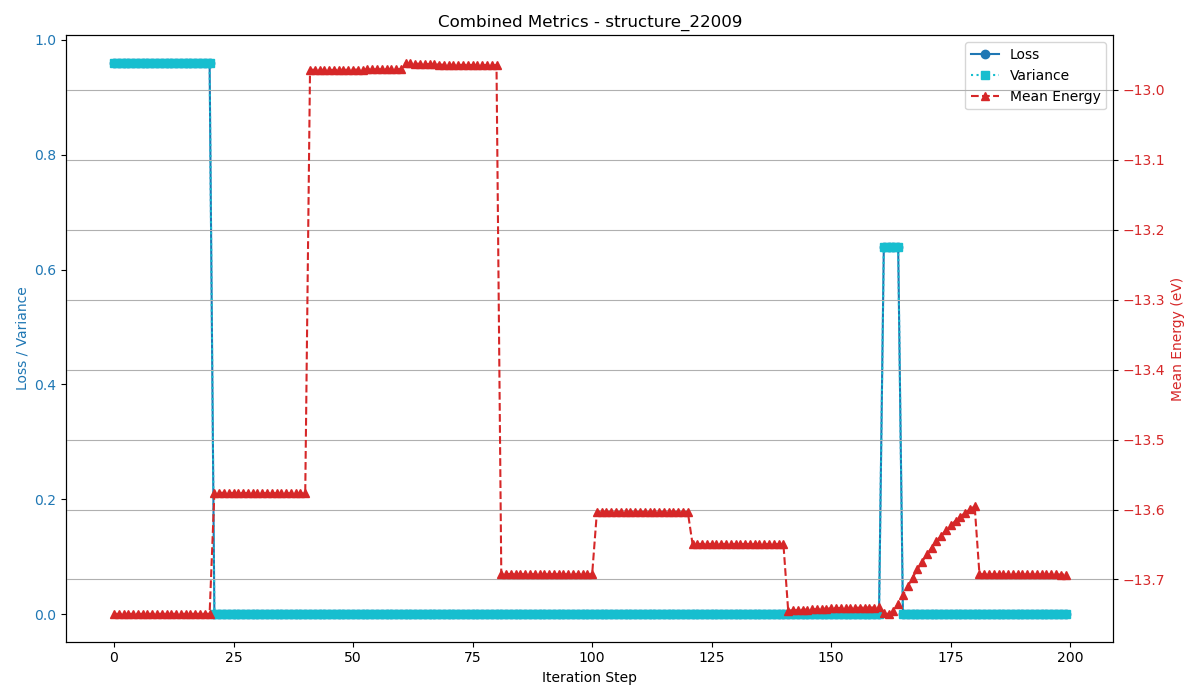 Combined Metrics - structure_22009
Loss
Variance
Mean Energy
1.0
0.8
0.6
0.4
0.2
0.0
Loss / Variance
−13.0
−13.1
−13.2
−13.3
−13.4
−13.5
−13.6
−13.7
Mean Energy (eV)
0 25 50 75 100 125 150 175 200
Iteration Step